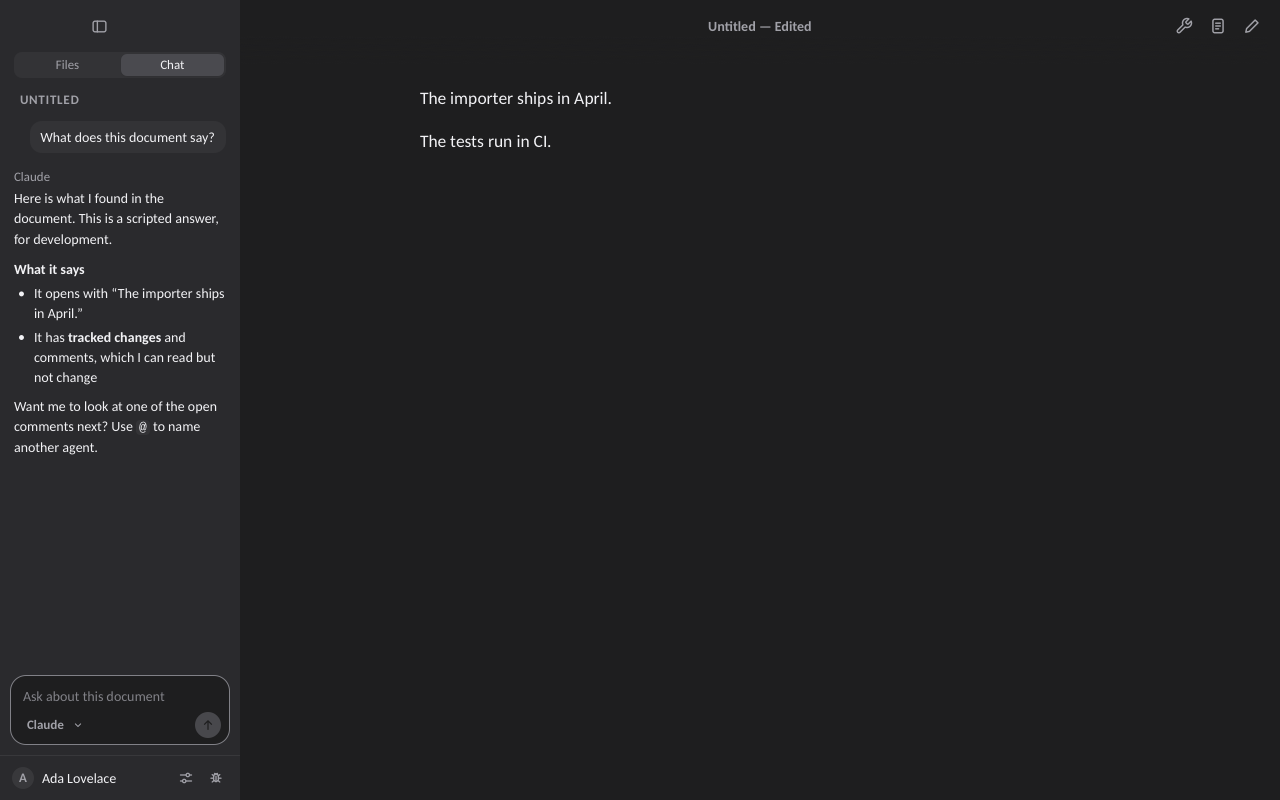 Untitled — Edited
Files
Chat
UNTITLED
What does this document say?
Claude
Here is what I found in the
document. This is a scripted answer,
for development.
What it says
• It opens with “The importer ships
in April.”
• It has tracked changes and
comments, which I can read but
not change
Want me to look at one of the open
comments next? Use @ to name
another agent.
Ask about this document
Claude
A
Ada Lovelace
The importer ships in April.
The tests run in CI.